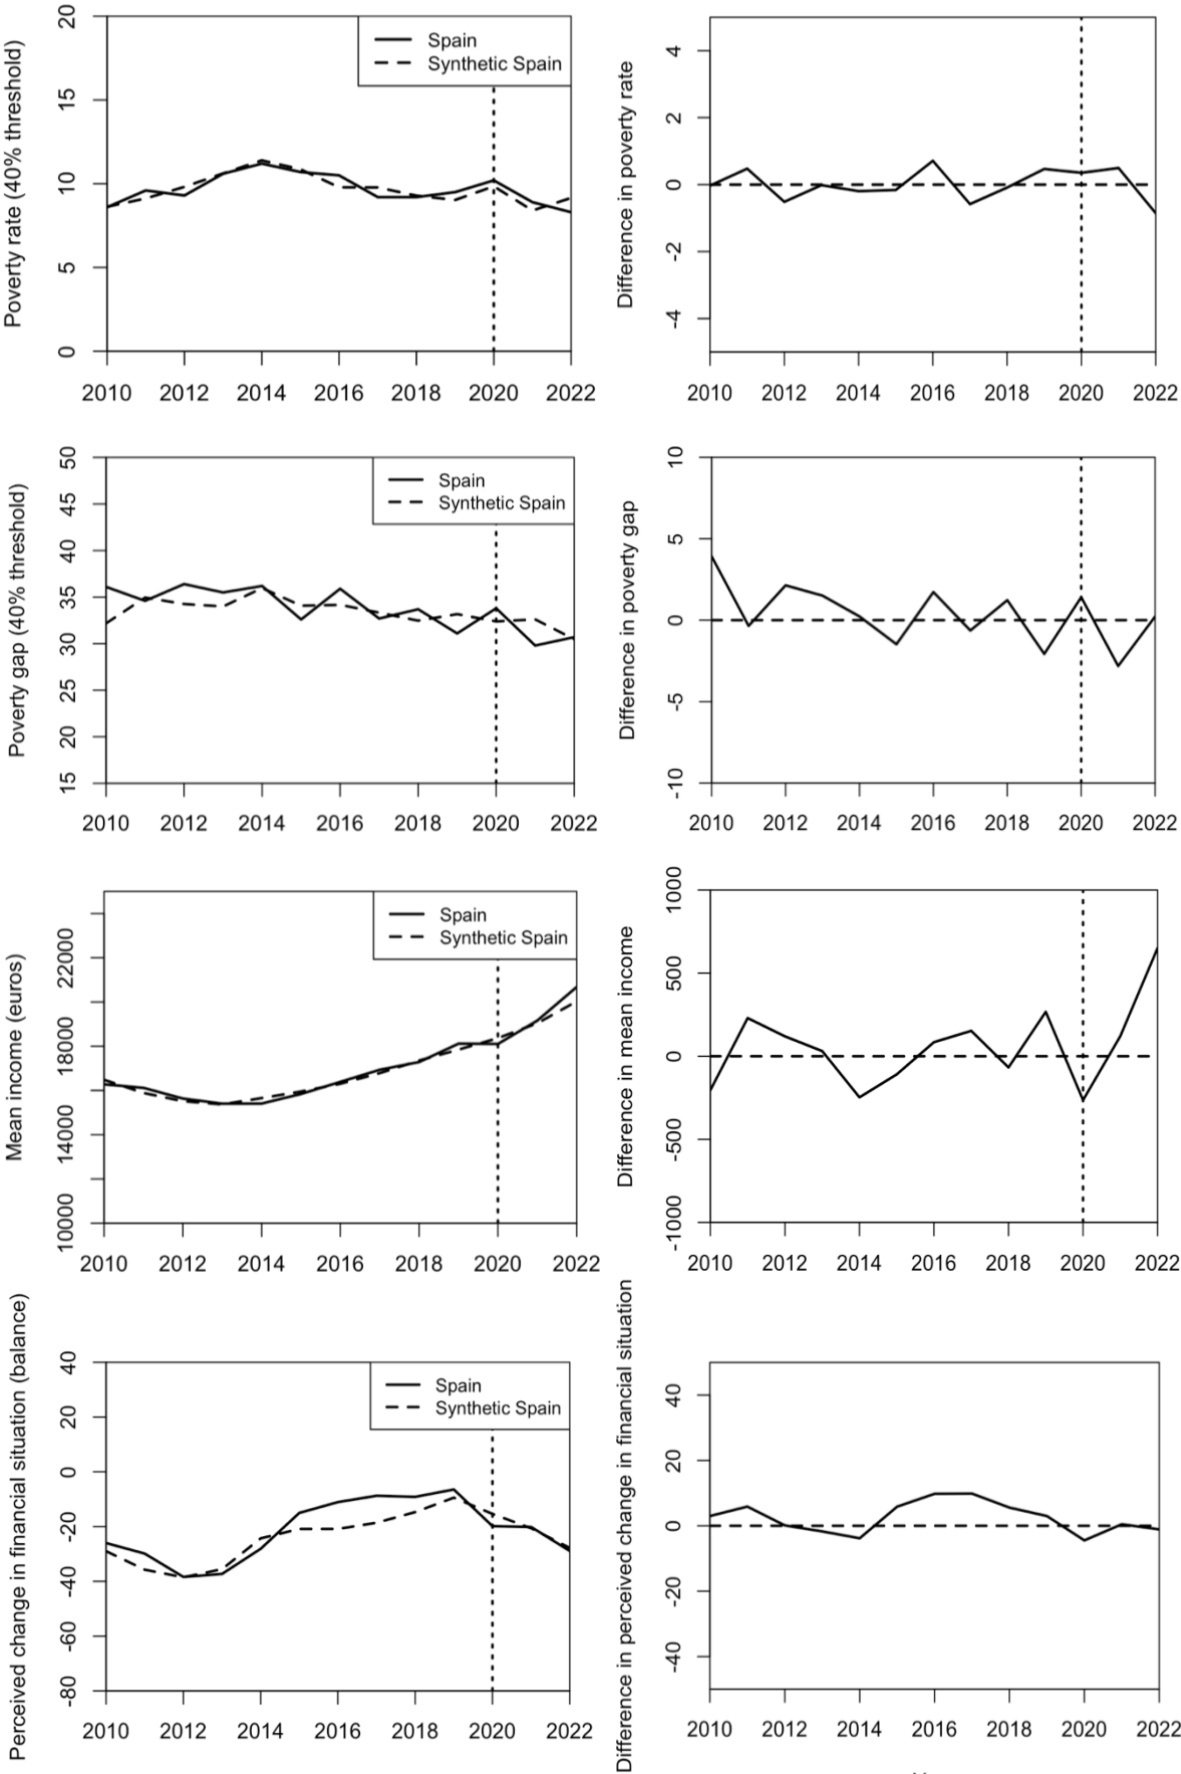 Poverty rate (40% threshold)
20
15
10
5
0
Spain
Synthetic Spain
2010 2012 2014 2016 2018 2020 2022
Difference in poverty rate
4
2
0
-2
-4
2010 2012 2014 2016 2018 2020 2022
Poverty gap (40% threshold)
50
45
40
35
30
25
20
15
Spain
Synthetic Spain
2010 2012 2014 2016 2018 2020 2022
Difference in poverty gap
10
5
0
-5
-10
2010 2012 2014 2016 2018 2020 2022
Mean income (euros)
22000
18000
14000
10000
Spain
Synthetic Spain
2010 2012 2014 2016 2018 2020 2022
Difference in mean income
1000
500
0
-500
-1000
2010 2012 2014 2016 2018 2020 2022
Perceived change in financial situation (balance)
40
20
0
-20
-40
-60
-80
Spain
Synthetic Spain
2010 2012 2014 2016 2018 2020 2022
Difference in perceived change in financial situation
40
20
0
-20
-40
2010 2012 2014 2016 2018 2020 2022